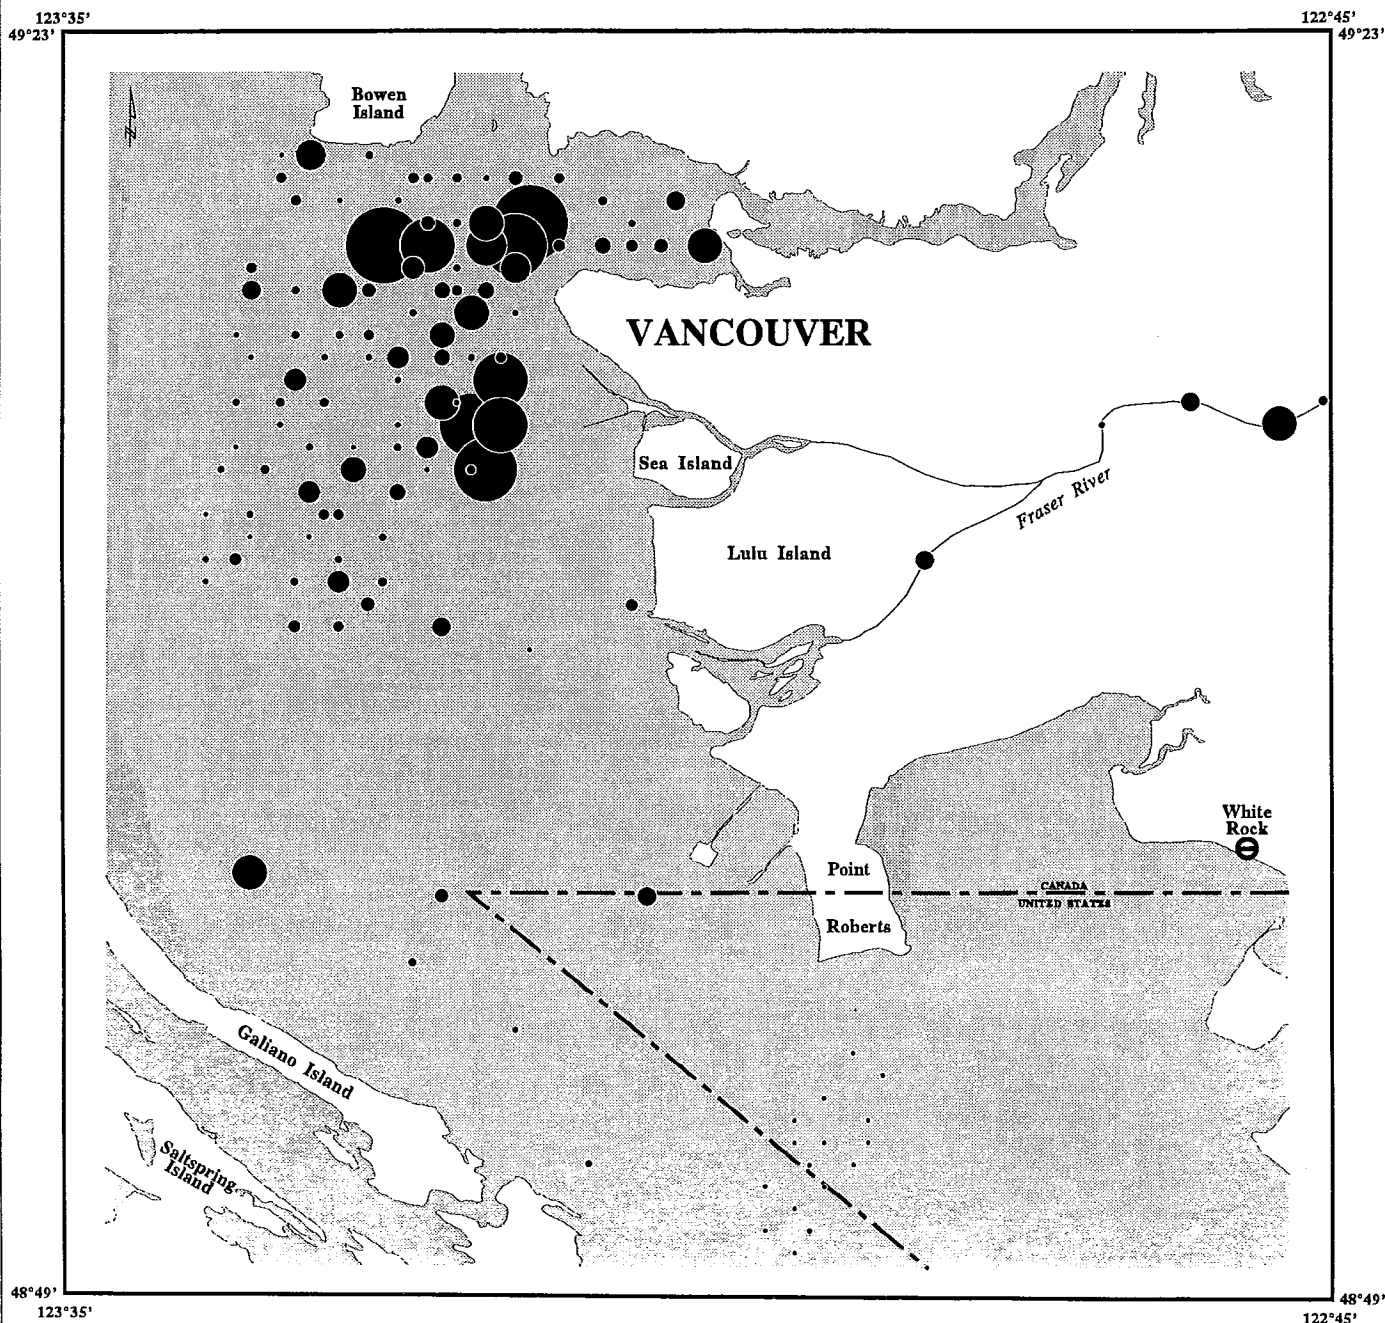 123°35'
122°45'
49°23'
49°23'
Bowen
Island
VANCOUVER
Sea Island
Fraser River
Lulu Island
White
Rock
Point
CANADA
UNITED STATES
Roberts
Galiano Island
Saltspring
Island
48°49'
48°49'
123°35'
122°45'